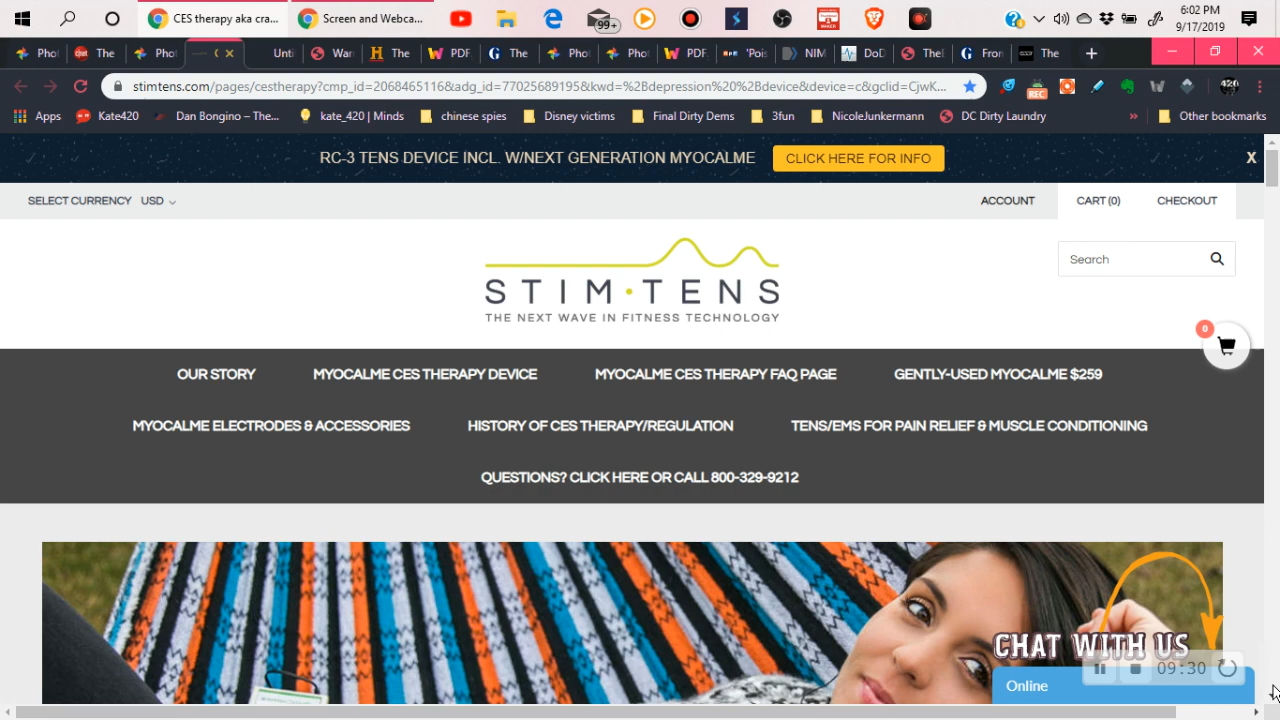 CES therapy aka cra...
Screen and Webca...
99+
6:02 PM
9/17/2019
Phot
The
Phot
C
Unti
War
The
PDF
The
Phot
Phot
PDF
'Pois
NIM
DoD
Thel
Fron
The
stimtens.com/pages/cestherapy?cmp_id=2068465116&adg_id=77025689195&kwd=%2Bdepression%20%2Bdevice&device=c&gclid=CjwK...
REC
Apps
Kate420
Dan Bongino – The...
kate_420 | Minds
chinese spies
Disney victims
Final Dirty Dems
3fun
NicoleJunkermann
DC Dirty Laundry
»
Other bookmarks
RC-3 TENS DEVICE INCL. W/NEXT GENERATION MYOCALME
CLICK HERE FOR INFO
X
SELECT CURRENCY USD
ACCOUNT
CART (0)
CHECKOUT
STIM·TENS
THE NEXT WAVE IN FITNESS TECHNOLOGY
Search
0
OUR STORY
MYOCALME CES THERAPY DEVICE
MYOCALME CES THERAPY FAQ PAGE
GENTLY-USED MYOCALME $259
MYOCALME ELECTRODES & ACCESSORIES
HISTORY OF CES THERAPY/REGULATION
TENS/EMS FOR PAIN RELIEF & MUSCLE CONDITIONING
QUESTIONS? CLICK HERE OR CALL 800-329-9212
CHAT WITH US
09:30
Online